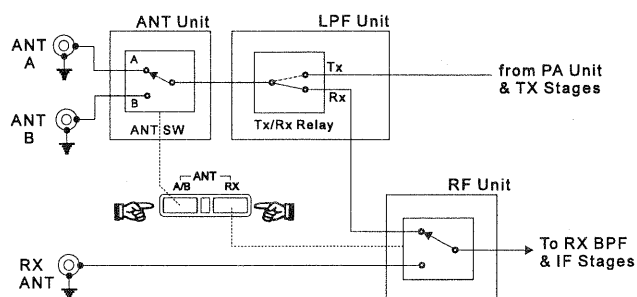 ANT Unit
LPF Unit
ANT
A
A
B
ANT SW
ANT
B
Tx
Rx
Tx/Rx Relay
from PA Unit
& TX Stages
ANT
A/B
RX
RF Unit
RX
ANT
To RX BPF
& IF Stages